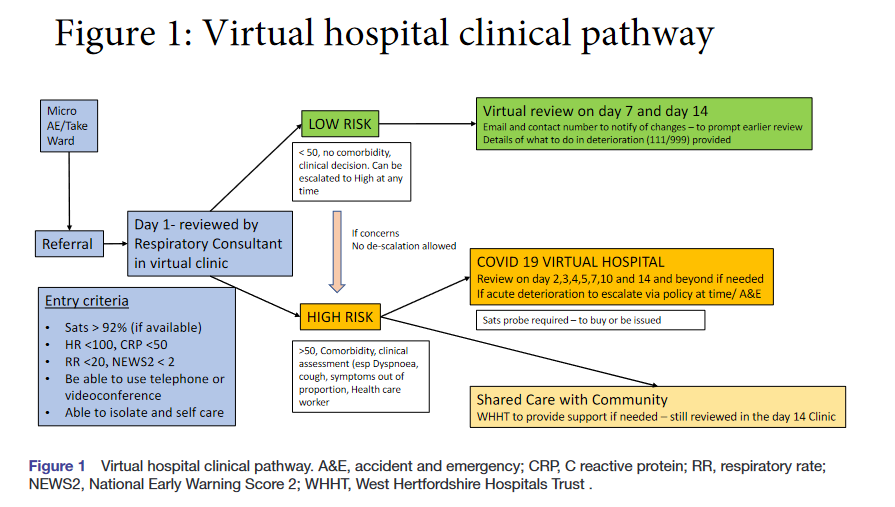 Figure 1: Virtual hospital clinical pathway
Micro
AE/Take
Ward
Referral
Day 1- reviewed by
Respiratory Consultant
in virtual clinic
Entry criteria
• Sats > 92% (if available)
• HR <100, CRP <50
• RR <20, NEWS2 < 2
• Be able to use telephone or
videoconference
• Able to isolate and self care
LOW RISK
< 50, no comorbidity,
clinical decision. Can be
escalated to High at any
time
If concerns
No de-scalation allowed
HIGH RISK
>50, Comorbidity, clinical
assessment (esp Dyspnoea,
cough, symptoms out of
proportion, Health care
worker
Virtual review on day 7 and day 14
Email and contact number to notify of changes – to prompt earlier review
Details of what to do in deterioration (111/999) provided
COVID 19 VIRTUAL HOSPITAL
Review on day 2,3,4,5,7,10 and 14 and beyond if needed
If acute deterioration to escalate via policy at time/ A&E
Sats probe required – to buy or be issued
Shared Care with Community
WHHT to provide support if needed – still reviewed in the day 14 Clinic
Figure 1 Virtual hospital clinical pathway. A&E, accident and emergency; CRP, C reactive protein; RR, respiratory rate;
NEWS2, National Early Warning Score 2; WHHT, West Hertfordshire Hospitals Trust .